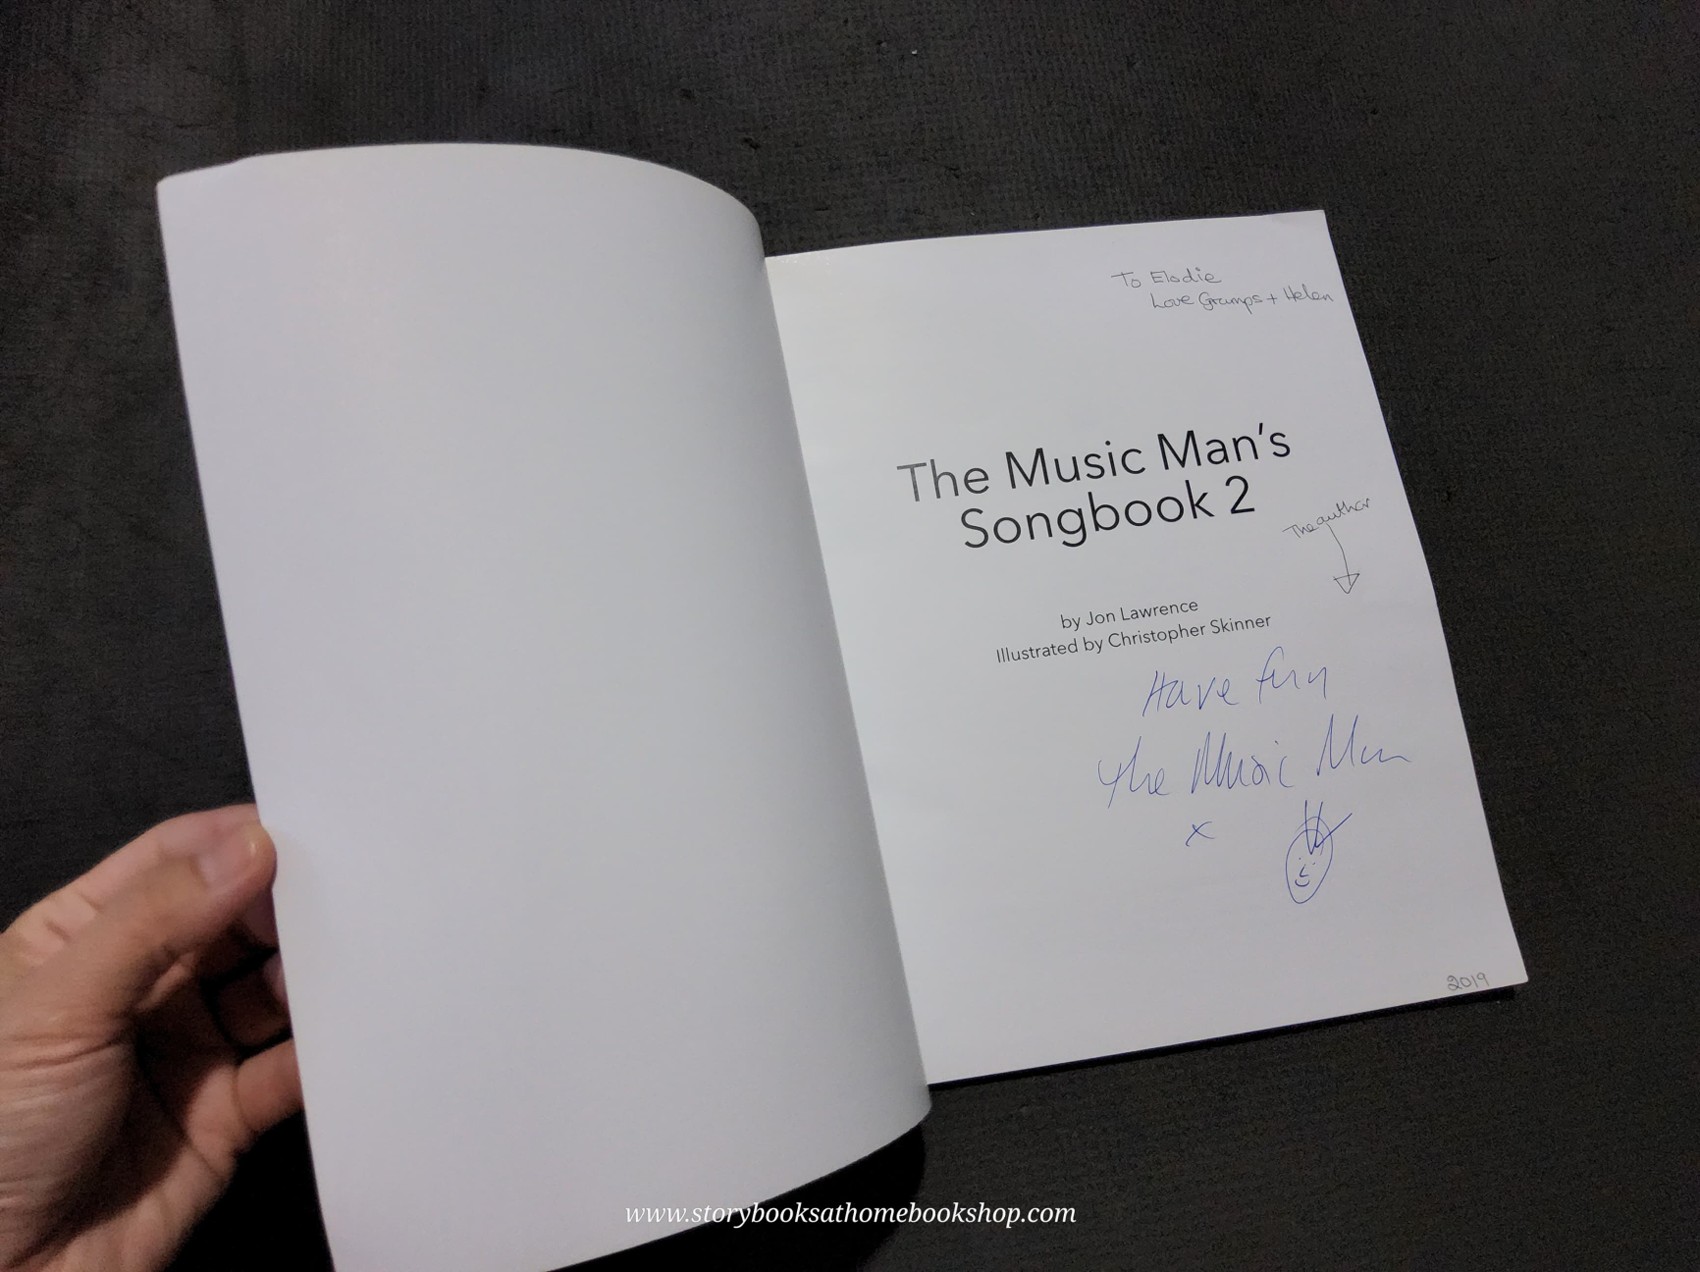 To Elodie
Love Gramps + Helen
The Music Man's
Songbook 2
The author
by Jon Lawrence
Illustrated by Christopher Skinner
Have fun
The Music Man
x
2019
www.storybooksathomebookshop.com